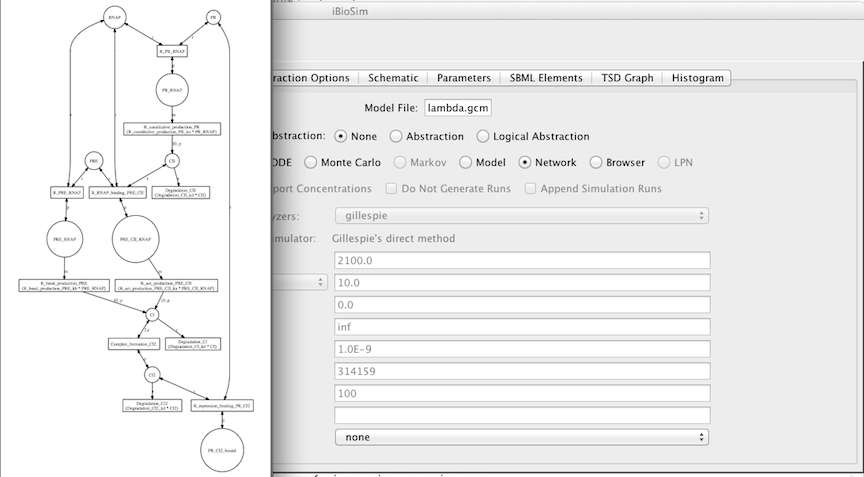 RNAP
PR
R_PR_RNAP
PR_RNAP
R_constitutive_production_PR
CII
PRE
Degradation_CII
(Degradation_CII_kd * CII)
R_PRE_RNAP
R_RNAP_binding_PRE_CII
PRE_RNAP
PRE_CII_RNAP
R_basal_production_PRE
(R_basal_production_PRE_kb * PRE_RNAP)
R_act_production_PRE_CII
(R_act_production_PRE_CII_ka * PRE_CII_RNAP)
CI
Complex_formation_CI2
Degradation_CI
(Degradation_CI_kd * CI)
CI2
Degradation_CI2
(Degradation_CI2_kd * CI2)
R_repression_binding_PR_CI2
PR_CI2_bound
iBioSim
raction Options Schematic Parameters SBML Elements TSD Graph Histogram
Model File: lambda.gcm
bstraction: None Abstraction Logical Abstraction
ODE Monte Carlo Markov Model Network Browser LPN
port Concentrations Do Not Generate Runs Append Simulation Runs
yzers: gillespie
mulator: Gillespie's direct method
2100.0
10.0
0.0
inf
1.0E-9
314159
100
none